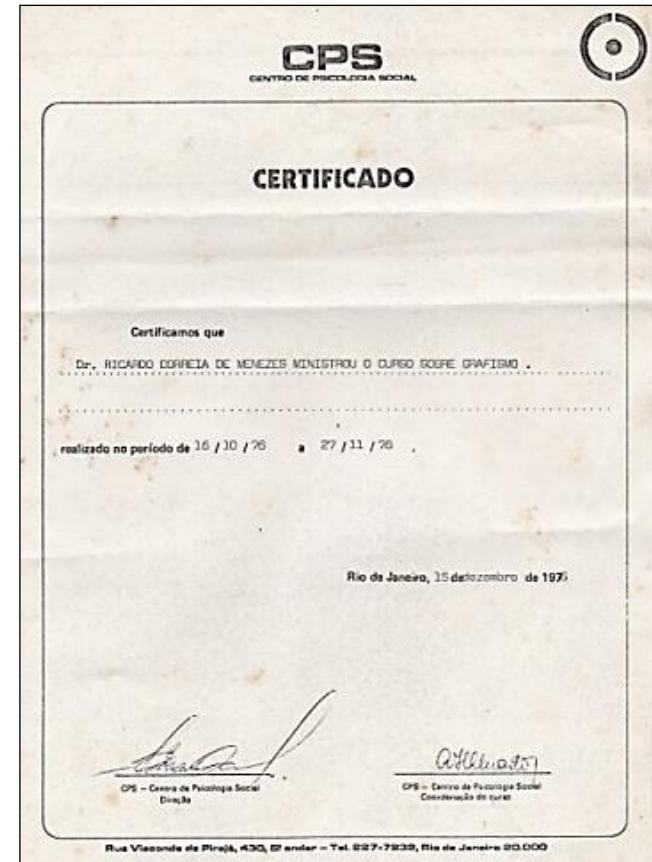 CPS
CENTRO DE PSICOLOGIA SOCIAL
CERTIFICADO
Certificamos que
Dr. RICARDO CORREIA DE MENEZES MINISTROU O CURSO SOBRE GRAFISMO .
realizado no período de 16 / 10 / 76 a 27 / 11 / 76 .
Rio de Janeiro, 15 de dezembro de 1976
CPS – Centro de Psicologia Social
Direção
CPS – Centro de Psicologia Social
Coordenação do curso
Rua Visconde de Pirajá, 430, 5º andar – Tel. 227-7239, Rio de Janeiro 20.000